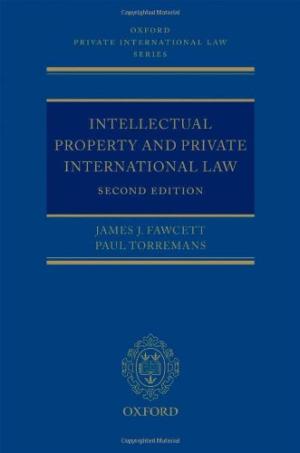 OXFORD
PRIVATE INTERNATIONAL LAW
SERIES
INTELLECTUAL
PROPERTY AND PRIVATE
INTERNATIONAL LAW
SECOND EDITION
JAMES J. FAWCETT
PAUL TORREMANS
OXFORD